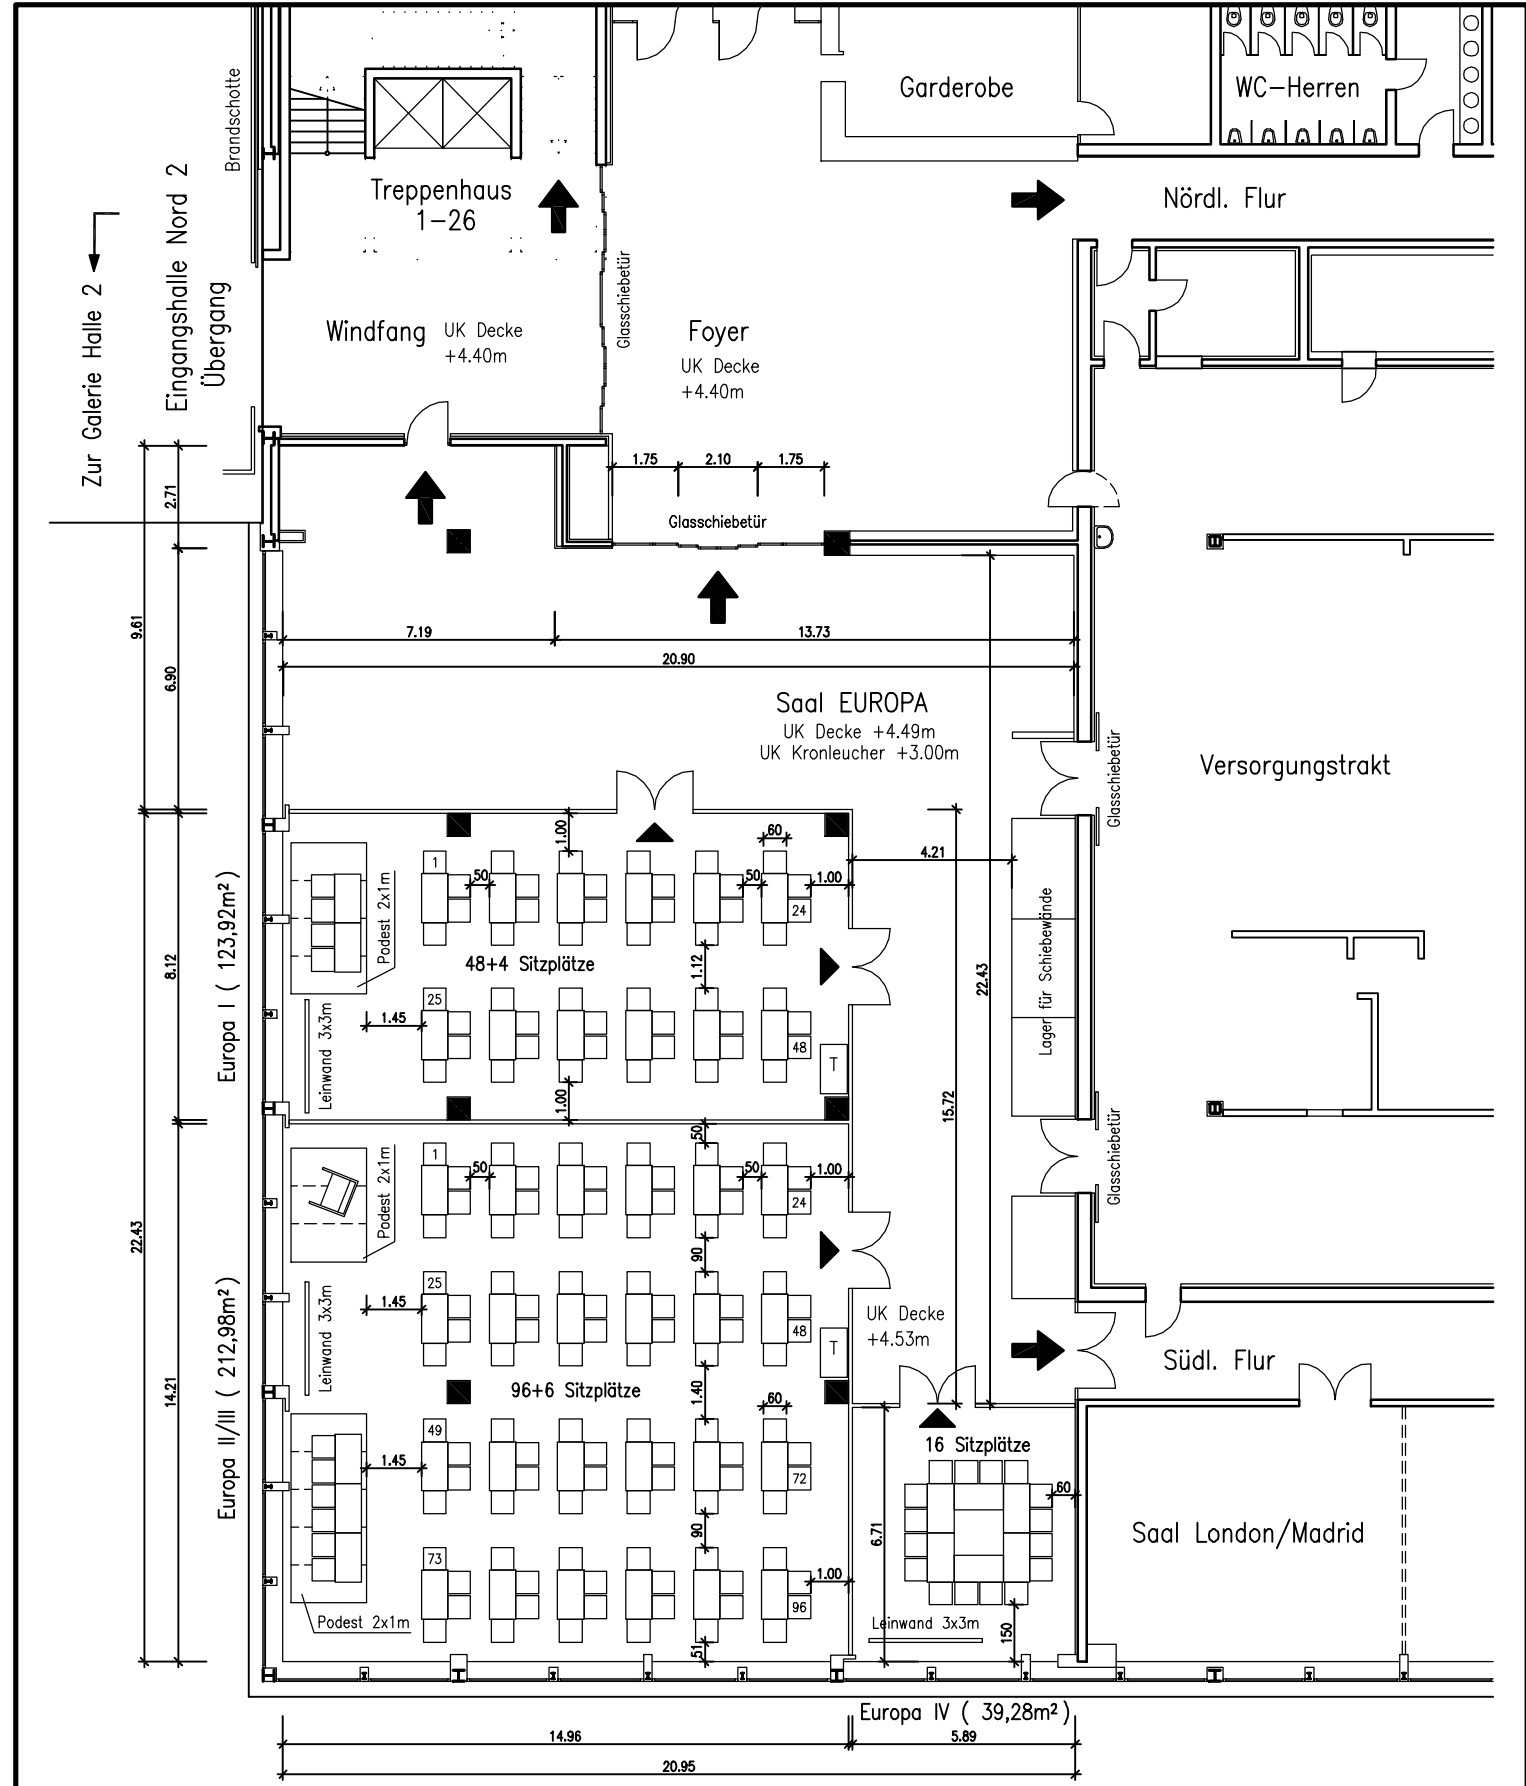 Garderobe
WC-Herren
Brandschotte
Treppenhaus
1-26
Nördl. Flur
Zur Galerie Halle 2
Eingangshalle Nord 2
Übergang
Windfang
UK Decke
+4.40m
Glasschiebetür
Foyer
UK Decke
+4.40m
1.75
2.10
1.75
Glasschiebetür
2.71
9.61
6.90
7.19
13.73
20.90
Saal EUROPA
UK Decke +4.49m
UK Kronleucher +3.00m
Glasschiebetür
Versorgungstrakt
1.00
60
4.21
1
50
50
1.00
24
Podest 2x1m
48+4 Sitzplätze
1.12
Europa I ( 123,92m²)
8.12
22.43
Lager für Schiebewände
25
1.45
Leinwand 3x3m
48
T
1.00
15.72
Glasschiebetür
50
1
50
50
1.00
24
Podest 2x1m
22.43
90
25
1.45
Leinwand 3x3m
48
T
UK Decke
+4.53m
Südl. Flur
Europa II/III ( 212,98m²)
14.21
96+6 Sitzplätze
1.40
60
49
1.45
72
16 Sitzplätze
60
90
6.71
Saal London/Madrid
73
1.00
96
Podest 2x1m
51
Leinwand 3x3m
150
Europa IV ( 39,28m²)
14.96
5.89
20.95